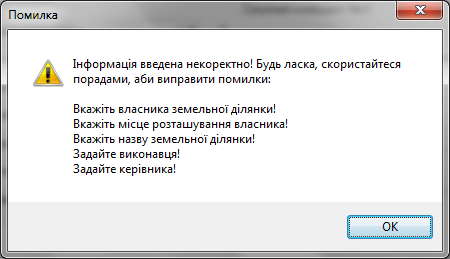 Помилка
Інформація введена некоректно! Будь ласка, скористайтеся
порадами, аби виправити помилки:
Вкажіть власника земельної ділянки!
Вкажіть місце розташування власника!
Вкажіть назву земельної ділянки!
Задайте виконавця!
Задайте керівника!
OK